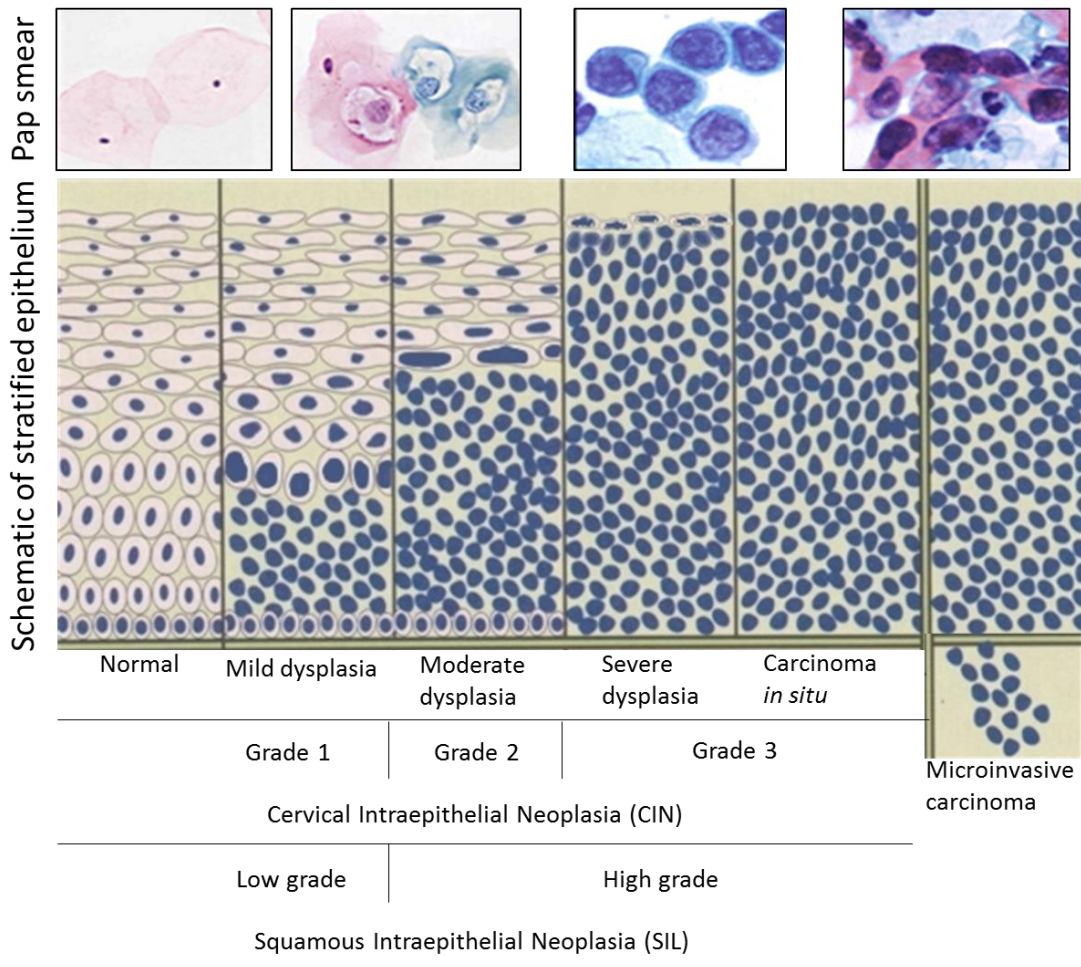 Pap smear
Schematic of stratified epithelium
Normal
Mild dysplasia
Moderate
dysplasia
Severe
dysplasia
Carcinoma
in situ
Grade 1
Grade 2
Grade 3
Microinvasive
carcinoma
Cervical Intraepithelial Neoplasia (CIN)
Low grade
High grade
Squamous Intraepithelial Neoplasia (SIL)